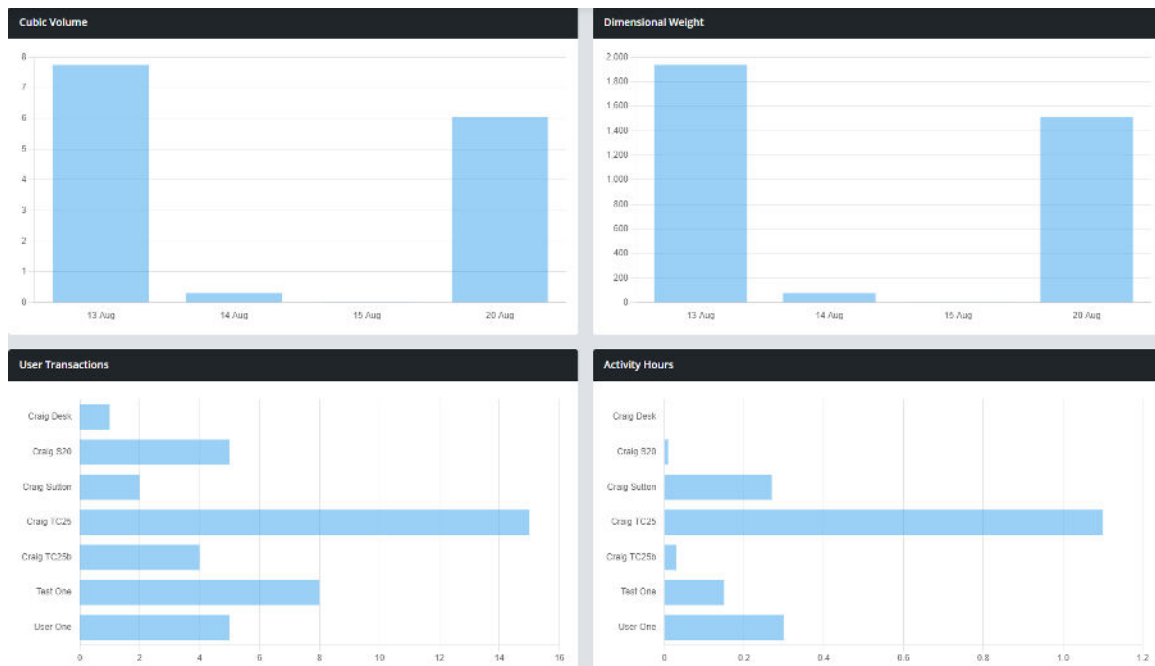 Cubic Volume
8
7
6
5
4
3
2
1
0
13 Aug 14 Aug 15 Aug 20 Aug
Dimensional Weight
2,000
1,800
1,600
1,400
1,200
1,000
800
600
400
200
0
13 Aug 14 Aug 15 Aug 20 Aug
User Transactions
Craig Desk
Craig S20
Craig Sutton
Craig TC25
Craig TC25b
Test One
User One
0 2 4 6 8 10 12 14 16
Activity Hours
Craig Desk
Craig S20
Craig Sutton
Craig TC25
Craig TC25b
Test One
User One
0 0.2 0.4 0.6 0.8 1.0 1.2